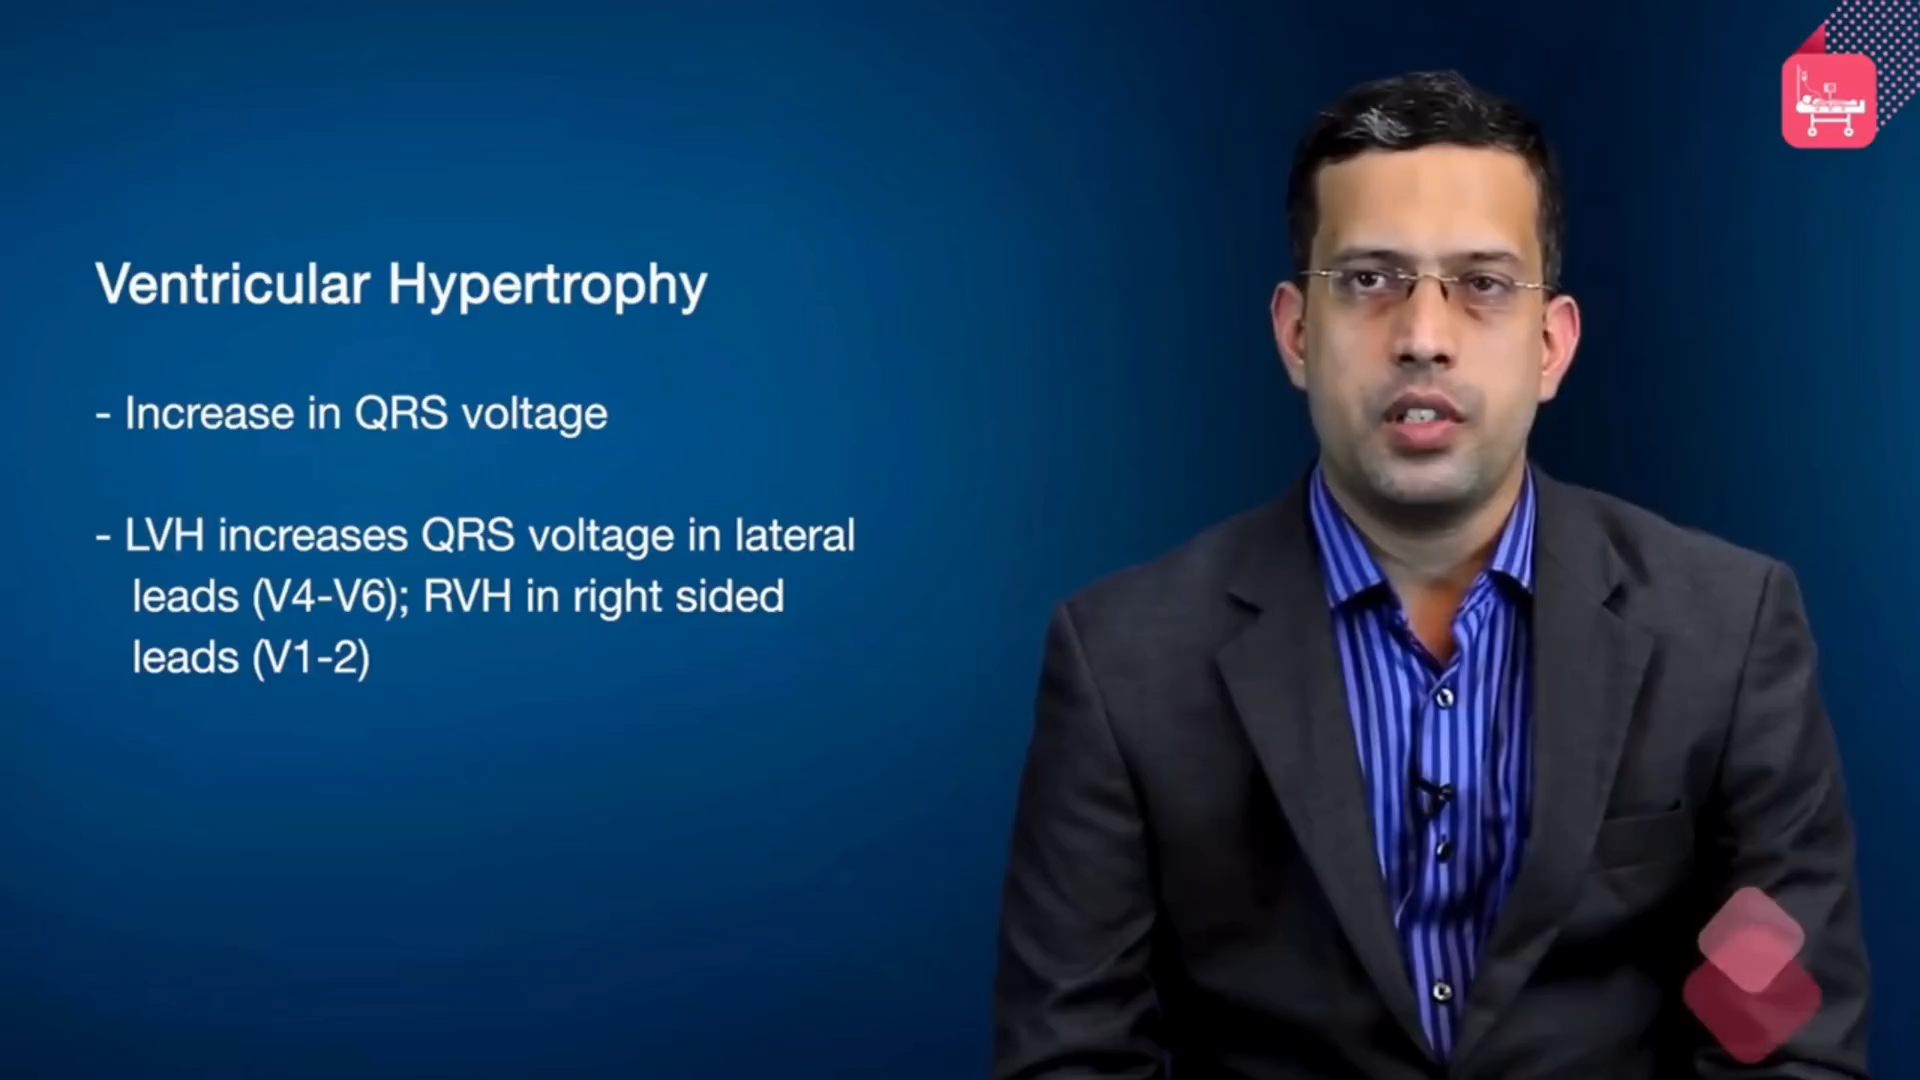 Ventricular Hypertrophy
- Increase in QRS voltage
- LVH increases QRS voltage in lateral
leads (V4-V6); RVH in right sided
leads (V1-2)